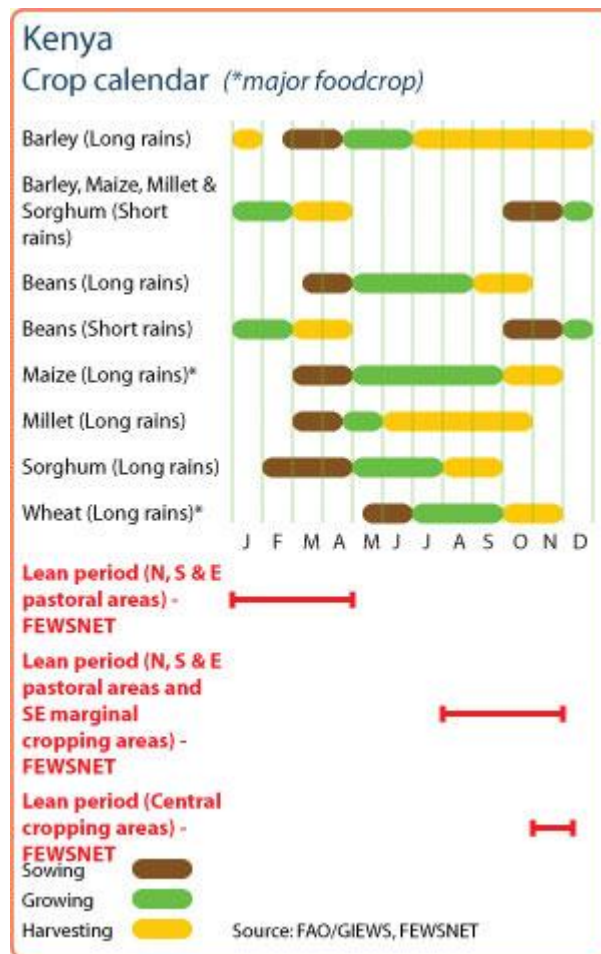 Kenya
Crop calendar (*major foodcrop)
Barley (Long rains)
Barley, Maize, Millet &
Sorghum (Short
rains)
Beans (Long rains)
Beans (Short rains)
Maize (Long rains)*
Millet (Long rains)
Sorghum (Long rains)
Wheat (Long rains)*
J F M A M J J A S O N D
Lean period (N, S & E
pastoral areas) -
FEWSNET
Lean period (N, S & E
pastoral areas and
SE marginal
cropping areas) -
FEWSNET
Lean period (Central
cropping areas) -
FEWSNET
Sowing
Growing
Harvesting
Source: FAO/GIEWS, FEWSNET